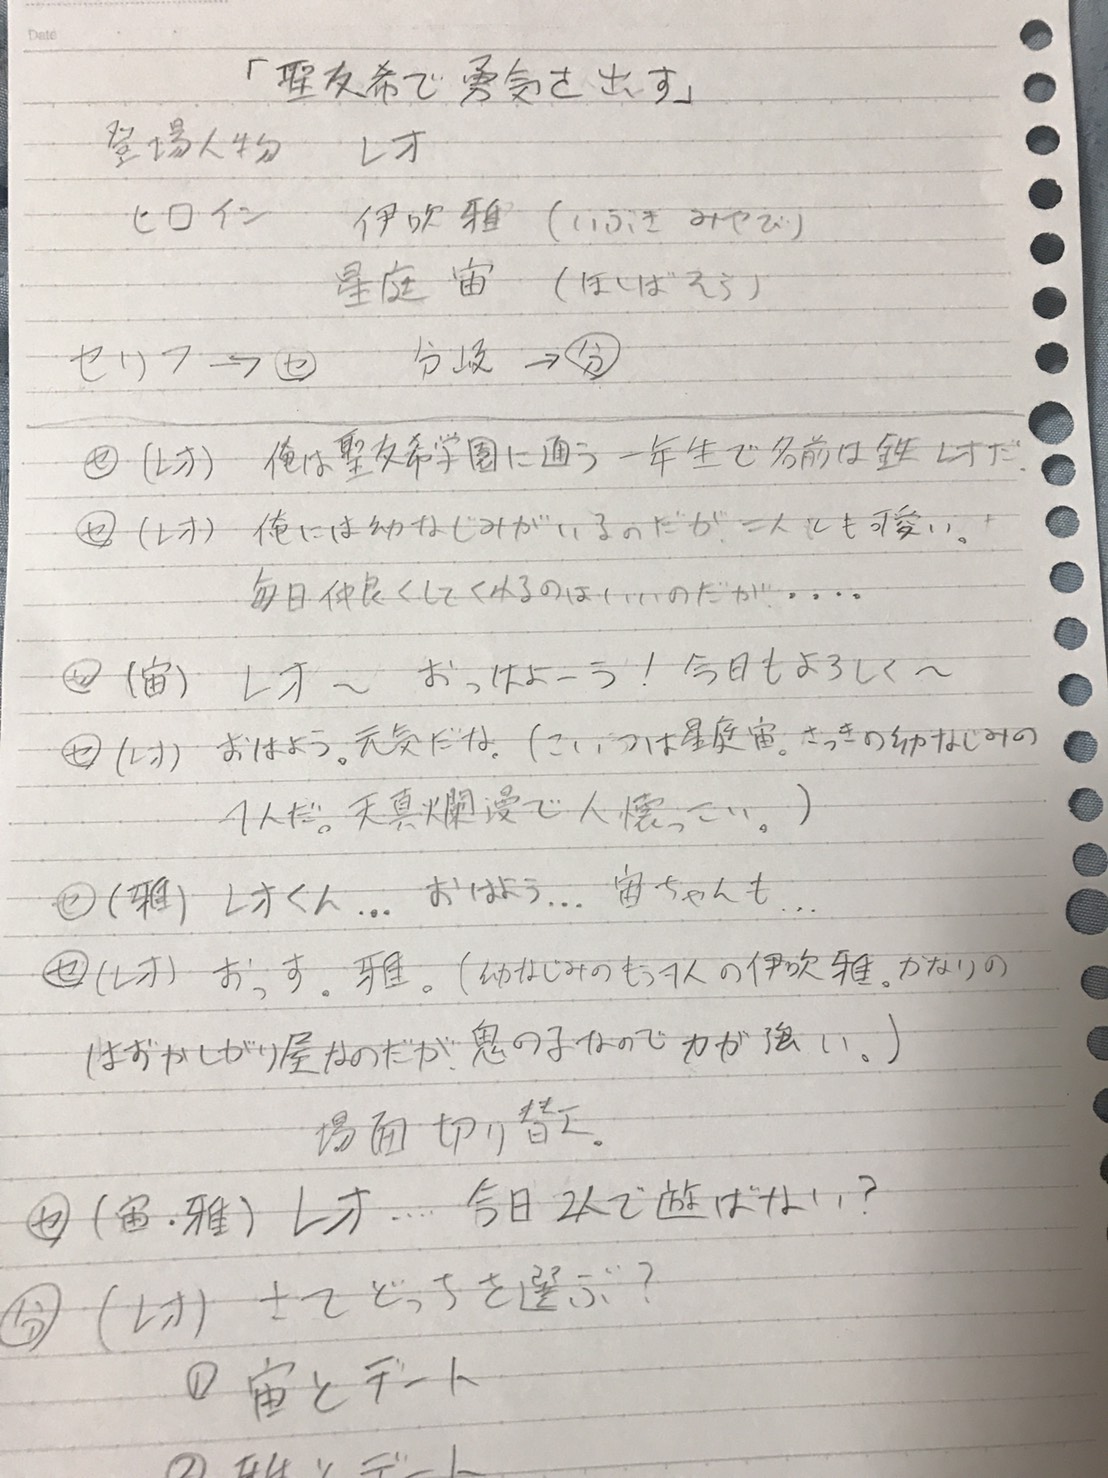 Date
「聖友希で勇気を出す」
登場人物 レオ
ヒロイン 伊吹 雅 (いぶき みやび)
星庭 宙 (ほしば そら)
セリフ→㋝ 分岐→分
㋝(レオ) 俺は聖友希学園に通う一年生で名前は鉄レオだ.
㋝(レオ) 俺には幼なじみがいるのだが、二人とも可愛い。
毎日仲良くしてくれるのはいいのだが....
㋝(宙) レオ〜 おっはよーう!今日もよろしく〜
㋝(レオ) おはよう。元気だな。(こいつは星庭宙。さっきの幼なじみの
1人だ。天真爛漫で人懐っこい。)
㋝(雅) レオくん... おはよう... 宙ちゃんも...
㋝(レオ) おっす。雅。(幼なじみのもう1人の伊吹雅。かなりの
はずかしがり屋なのだが、鬼の子なので力が強い。)
場面切り替え。
㋝(宙・雅) レオ.... 今日2人で遊ばない?
分 (レオ) さてどっちを選ぶ?
① 宙とデート
② 雅とデート